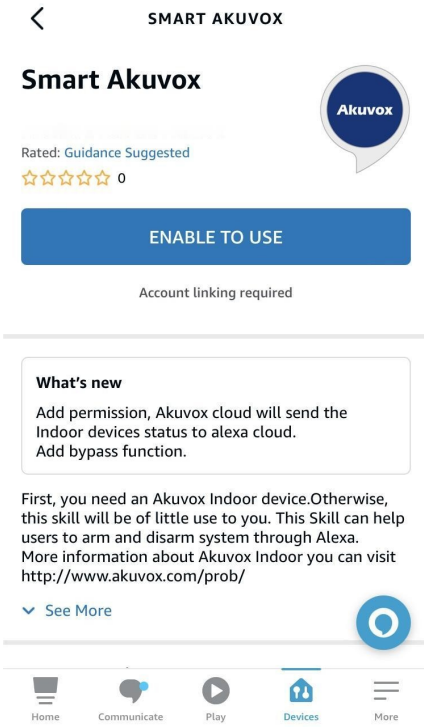 SMART AKUVOX
Smart Akuvox
Akuvox
Rated: Guidance Suggested
0
ENABLE TO USE
Account linking required
What's new
Add permission, Akuvox cloud will send the
Indoor devices status to alexa cloud.
Add bypass function.
First, you need an Akuvox Indoor device.Otherwise,
this skill will be of little use to you. This Skill can help
users to arm and disarm system through Alexa.
More information about Akuvox Indoor you can visit
http://www.akuvox.com/prob/
See More
Home
Communicate
Play
Devices
More